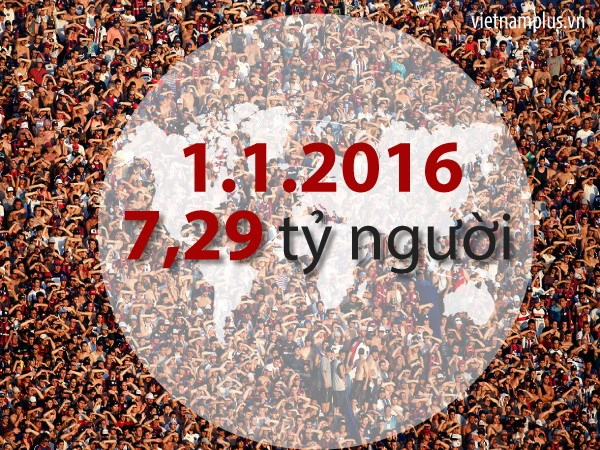 vietnamplus.vn
1.1.2016
7,29 tỷ người